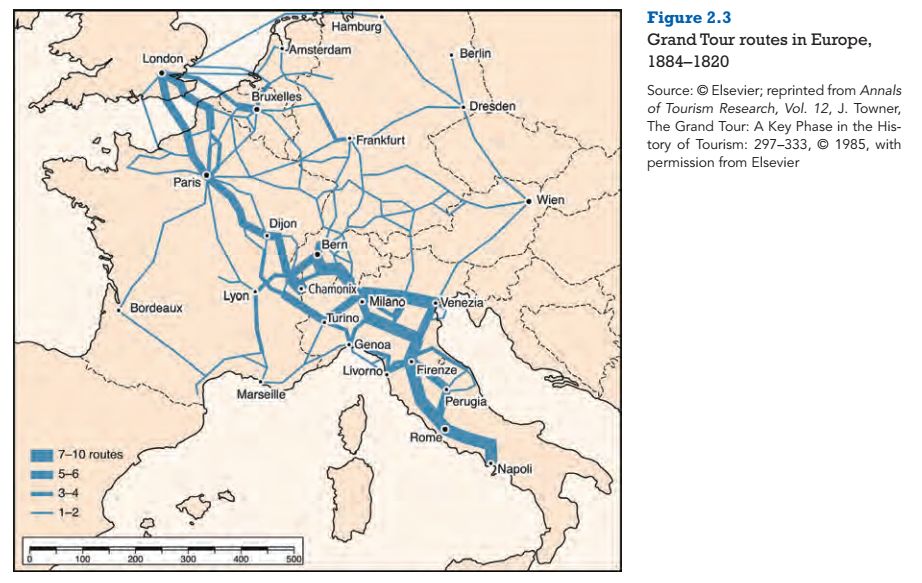 Hamburg
Amsterdam
Berlin
London
Bruxelles
Dresden
Frankfurt
Paris
Wien
Dijon
Bern
Lyon
Chamonix
Milano
Venezia
Bordeaux
Turino
Genoa
Livorno
Firenze
Marseille
Perugia
Rome
Napoli
7–10 routes
5–6
3–4
1–2
0 100 200 300 400 500
Figure 2.3
Grand Tour routes in Europe,
1884–1820
Source: © Elsevier; reprinted from Annals
of Tourism Research, Vol. 12, J. Towner,
The Grand Tour: A Key Phase in the His-
tory of Tourism: 297–333, © 1985, with
permission from Elsevier